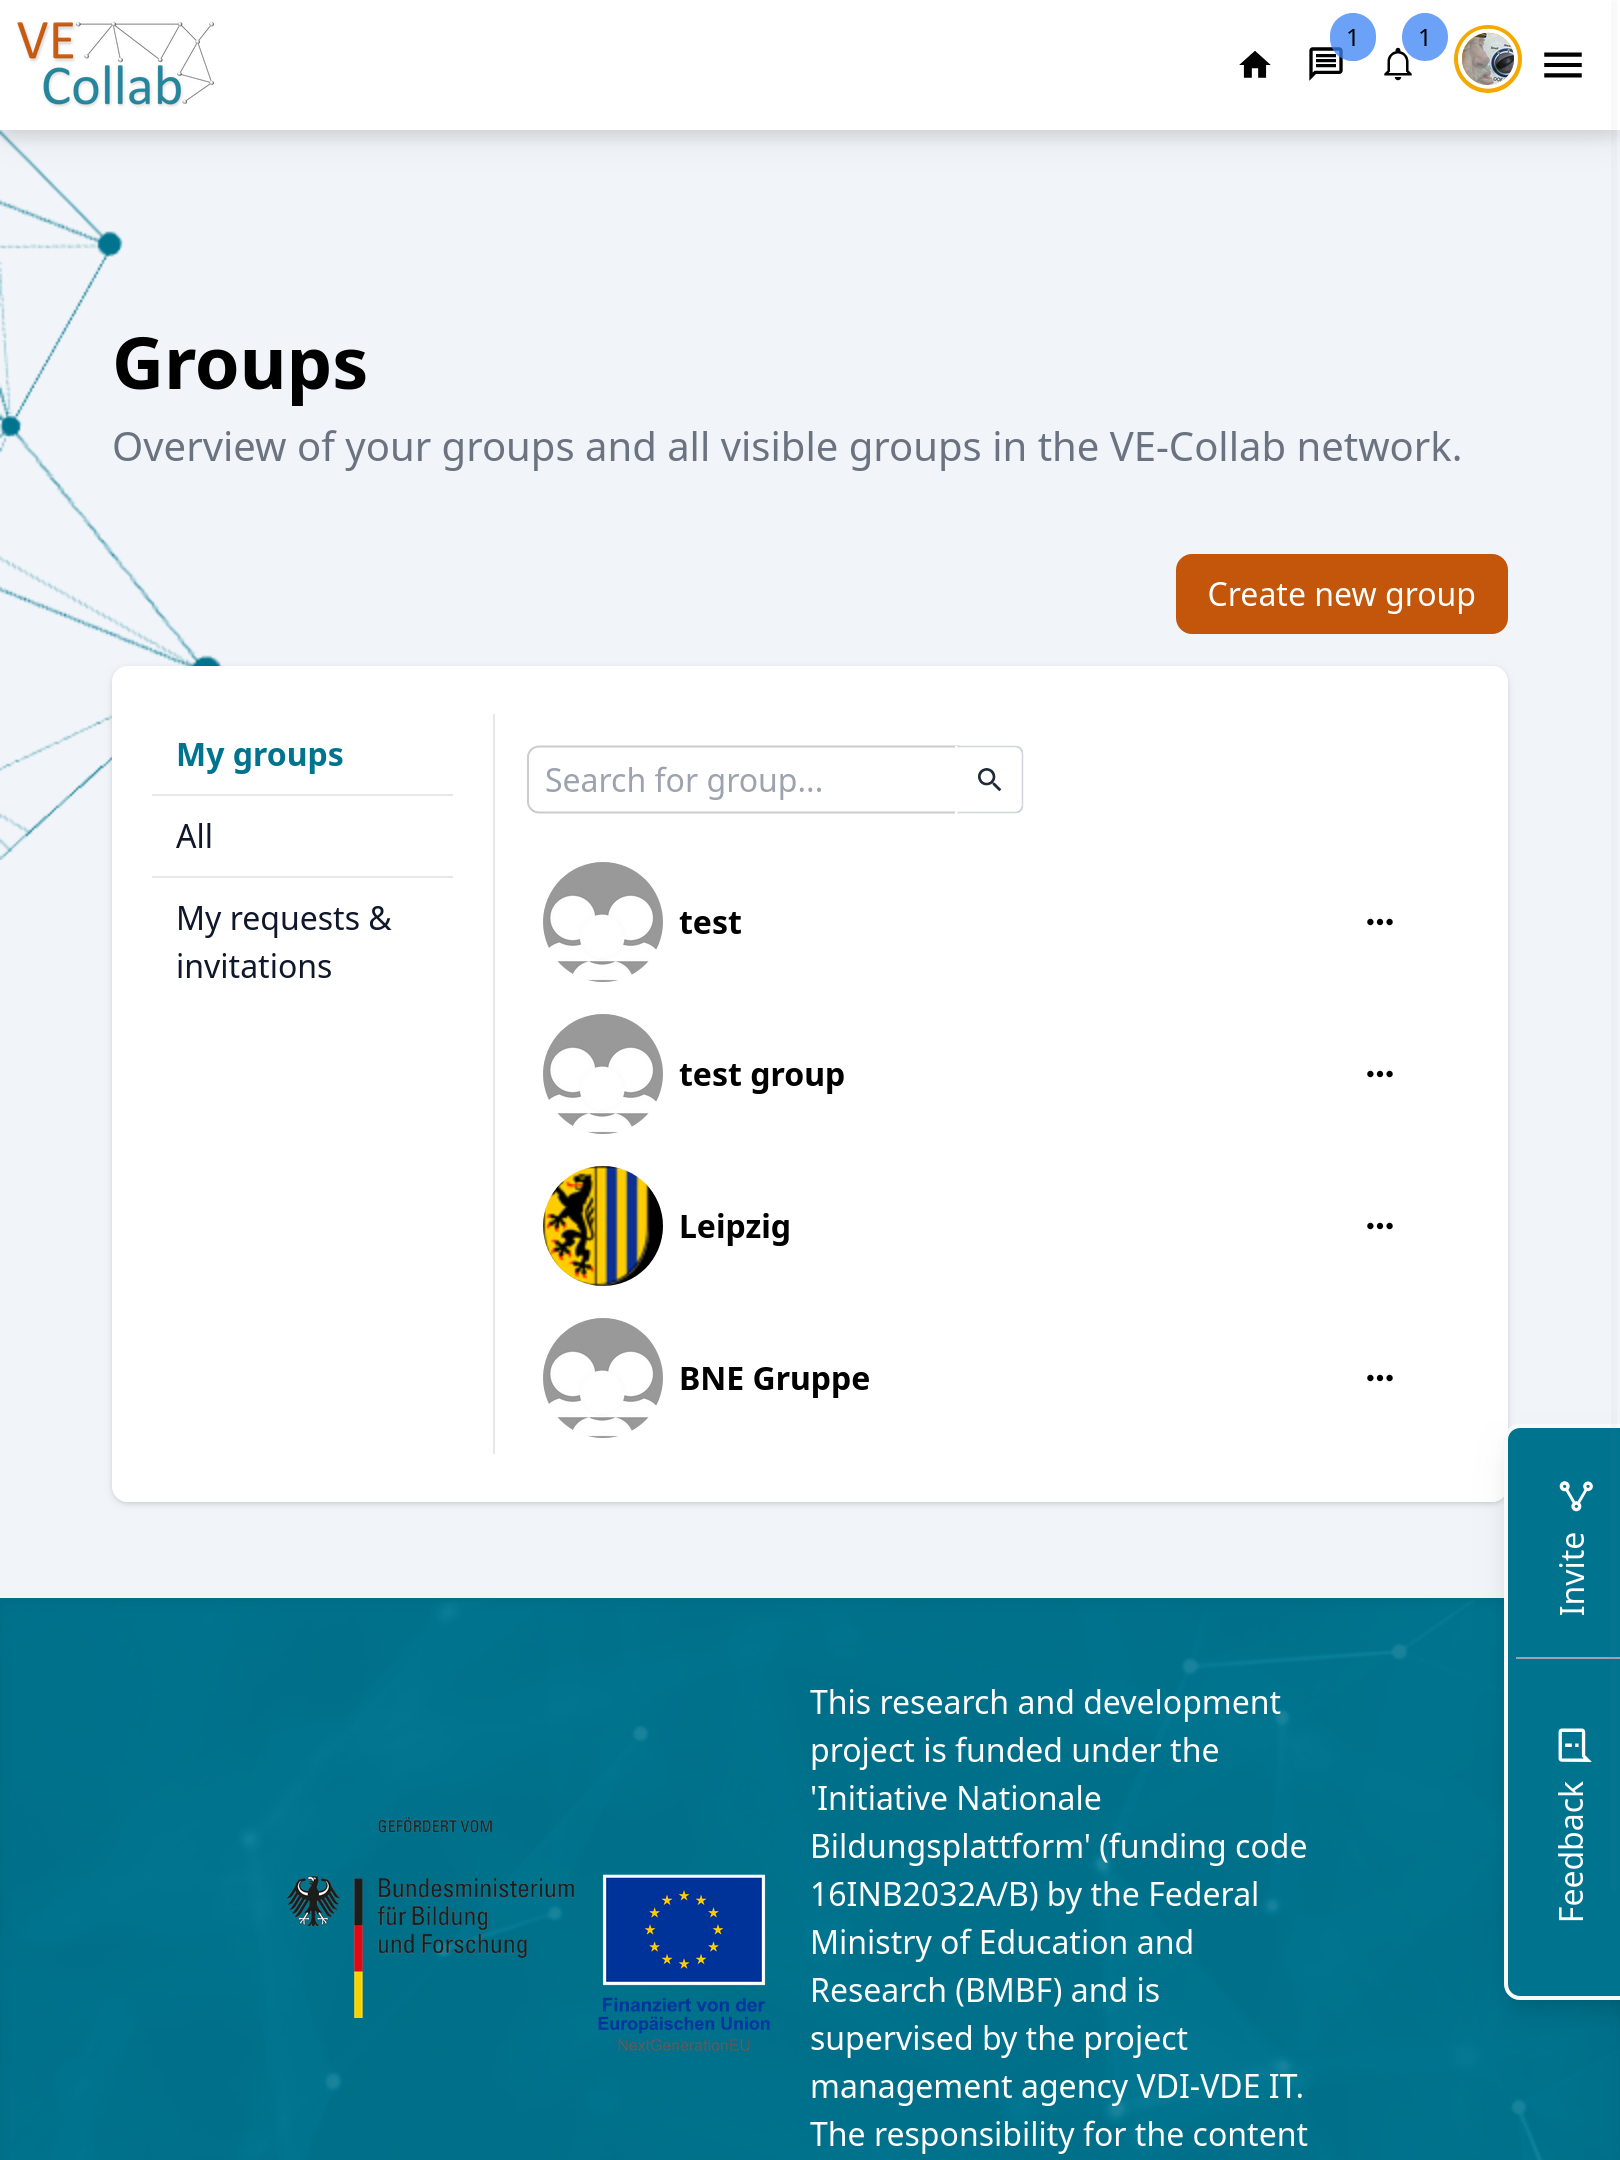 VE
Collab
1
1
Groups
Overview of your groups and all visible groups in the VE-Collab network.
Create new group
My groups
All
My requests &
invitations
Search for group...
test
test group
Leipzig
BNE Gruppe
Invite
Feedback
GEFÖRDERT VOM
Bundesministerium
für Bildung
und Forschung
Finanziert von der
Europäischen Union
NextGenerationEU
This research and development
project is funded under the
'Initiative Nationale
Bildungsplattform' (funding code
16INB2032A/B) by the Federal
Ministry of Education and
Research (BMBF) and is
supervised by the project
management agency VDI-VDE IT.
The responsibility for the content